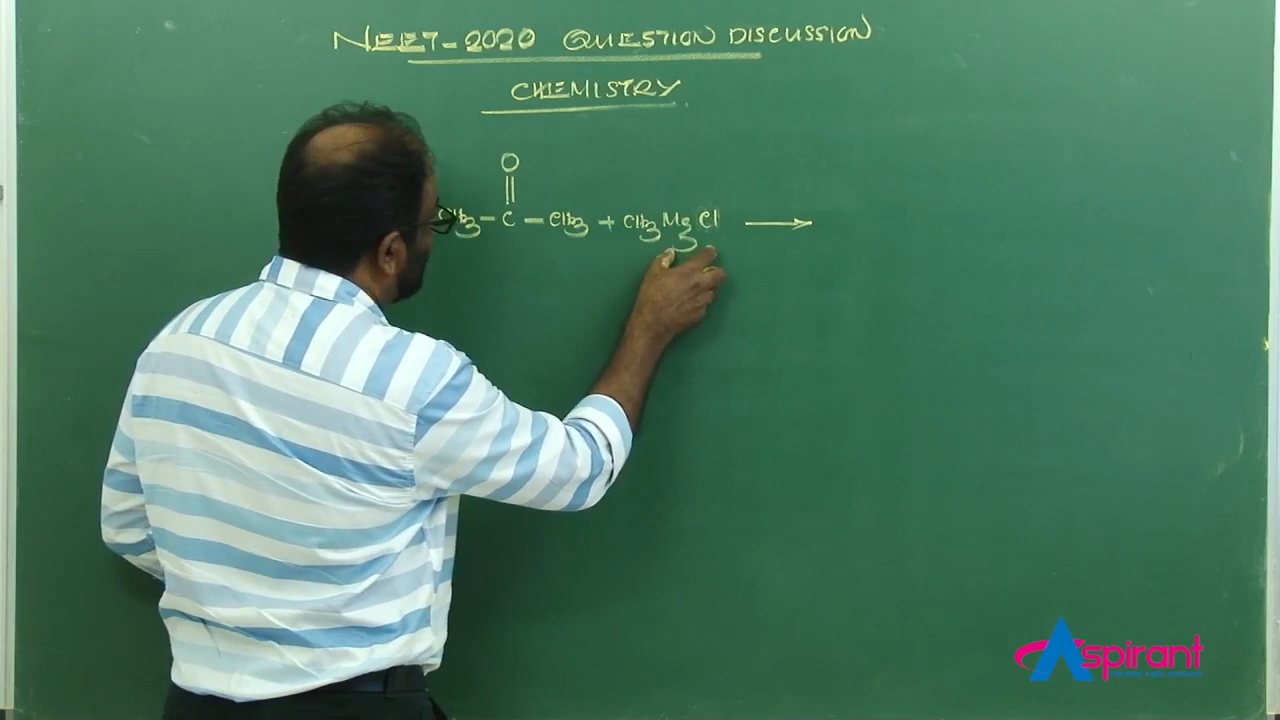 NEET-2020 QUESTION DISCUSSION
CHEMISTRY
O
CH3 - C - CH3 + CH3MgCl →
Aspirant